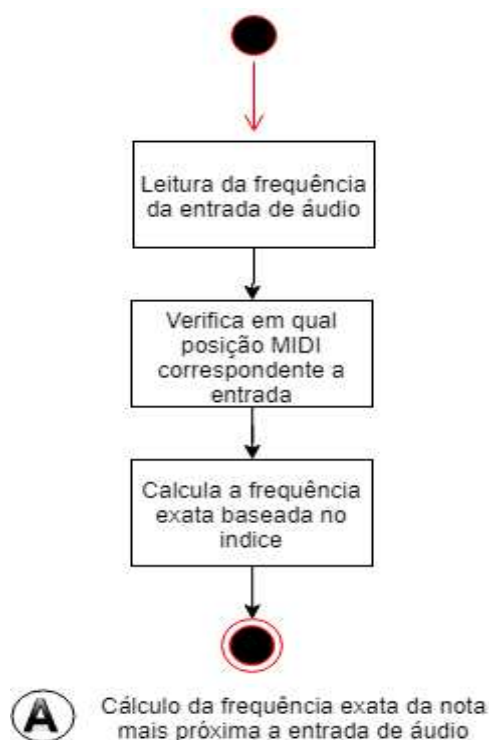 Leitura da frequência
da entrada de áudio
Verifica em qual
posição MIDI
correspondente a
entrada
Calcula a frequência
exata baseada no
indice
A
Cálculo da frequência exata da nota
mais próxima a entrada de áudio